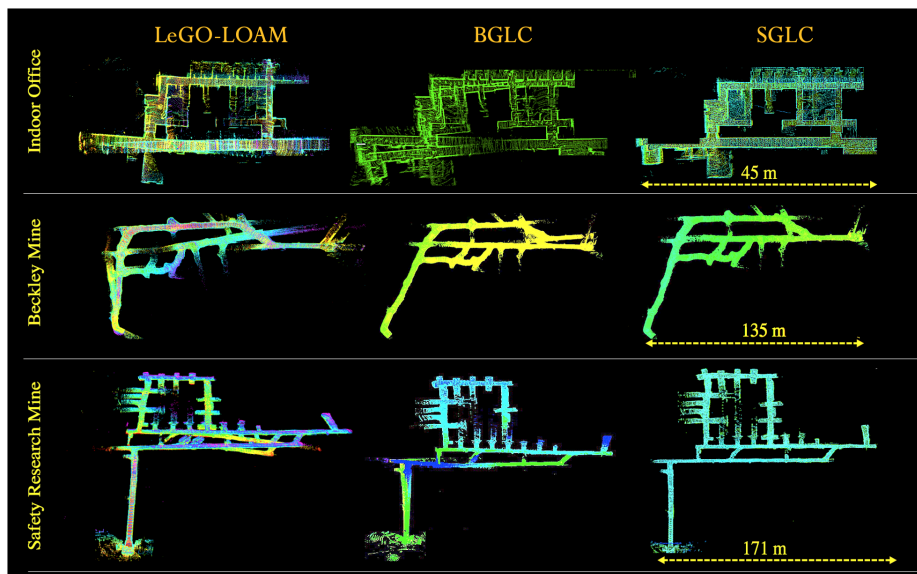 LeGO-LOAM
BGLC
SGLC
Indoor Office
45 m
Beckley Mine
135 m
Safety Research Mine
171 m